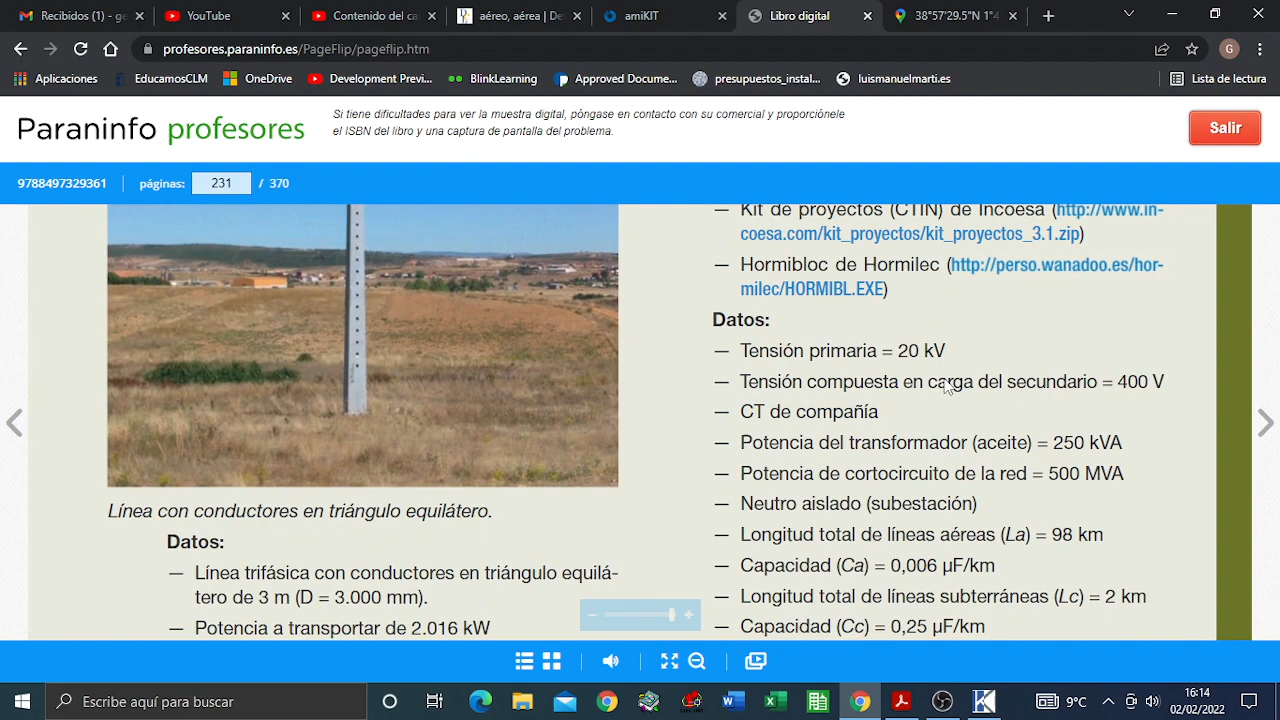 Recibidos (1) - ge
YouTube
Contenido del ca
aéreo, aérea | De
amiKIT
Libro digital
38°57'29.5"N 1°4
profesores.paraninfo.es/PageFlip/pageflip.htm
G
Aplicaciones
EducamosCLM
OneDrive
Development Previ...
BlinkLearning
Approved Docume...
presupuestos_instal...
luismanuelmarti.es
Lista de lectura
Paraninfo profesores
Si tiene dificultades para ver la muestra digital, póngase en contacto con su comercial y proporciónele
el ISBN del libro y una captura de pantalla del problema.
Salir
9788497329361
páginas: 231 / 370
Línea con conductores en triángulo equilátero.
Datos:
— Línea trifásica con conductores en triángulo equilá-
tero de 3 m (D = 3.000 mm).
— Potencia a transportar de 2.016 kW
— Kit de proyectos (CTIN) de Incoesa (http://www.in-
coesa.com/kit_proyectos/kit_proyectos_3.1.zip)
— Hormibloc de Hormilec (http://perso.wanadoo.es/hor-
milec/HORMIBL.EXE)
Datos:
— Tensión primaria = 20 kV
— Tensión compuesta en carga del secundario = 400 V
— CT de compañía
— Potencia del transformador (aceite) = 250 kVA
— Potencia de cortocircuito de la red = 500 MVA
— Neutro aislado (subestación)
— Longitud total de líneas aéreas (La) = 98 km
— Capacidad (Ca) = 0,006 µF/km
— Longitud total de líneas subterráneas (Lc) = 2 km
— Capacidad (Cc) = 0,25 µF/km
Escribe aquí para buscar
9°C
16:14
02/02/2022